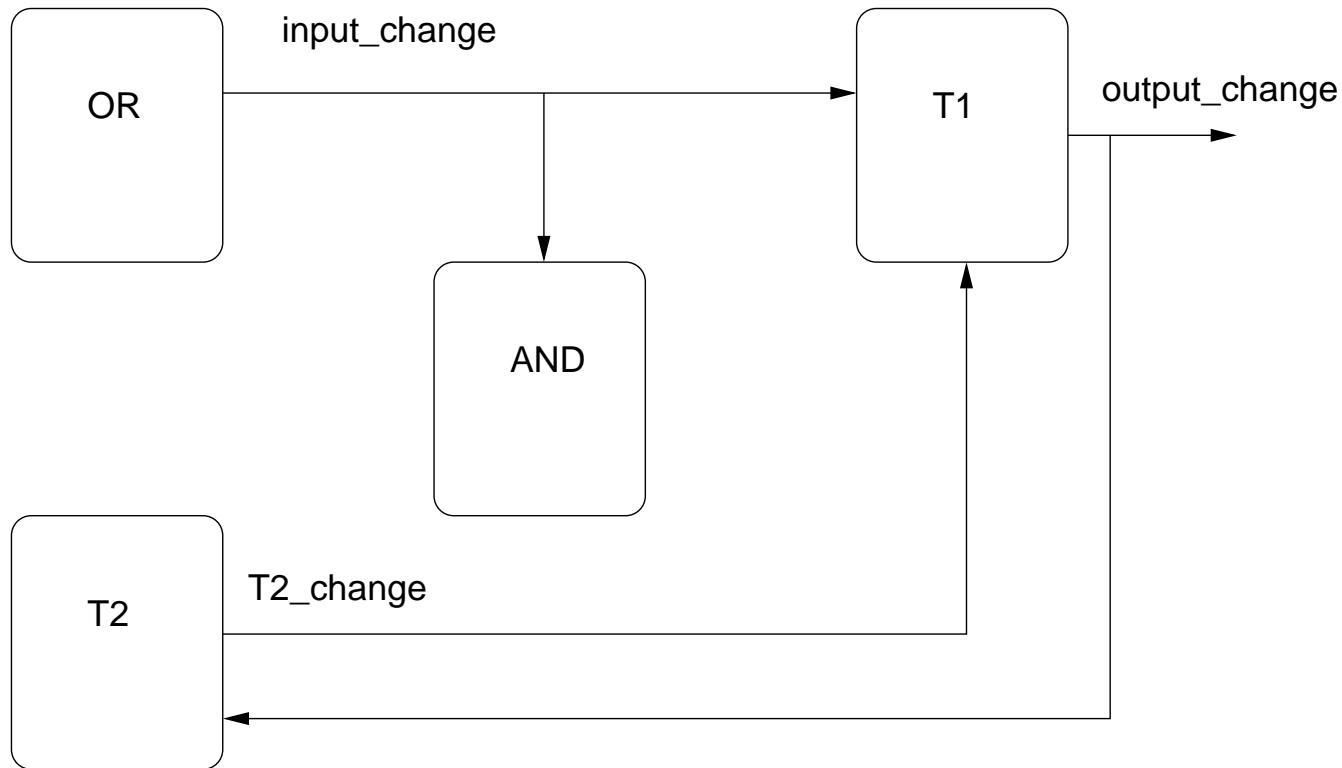 input_change
OR
T1
output_change
AND
T2_change
T2